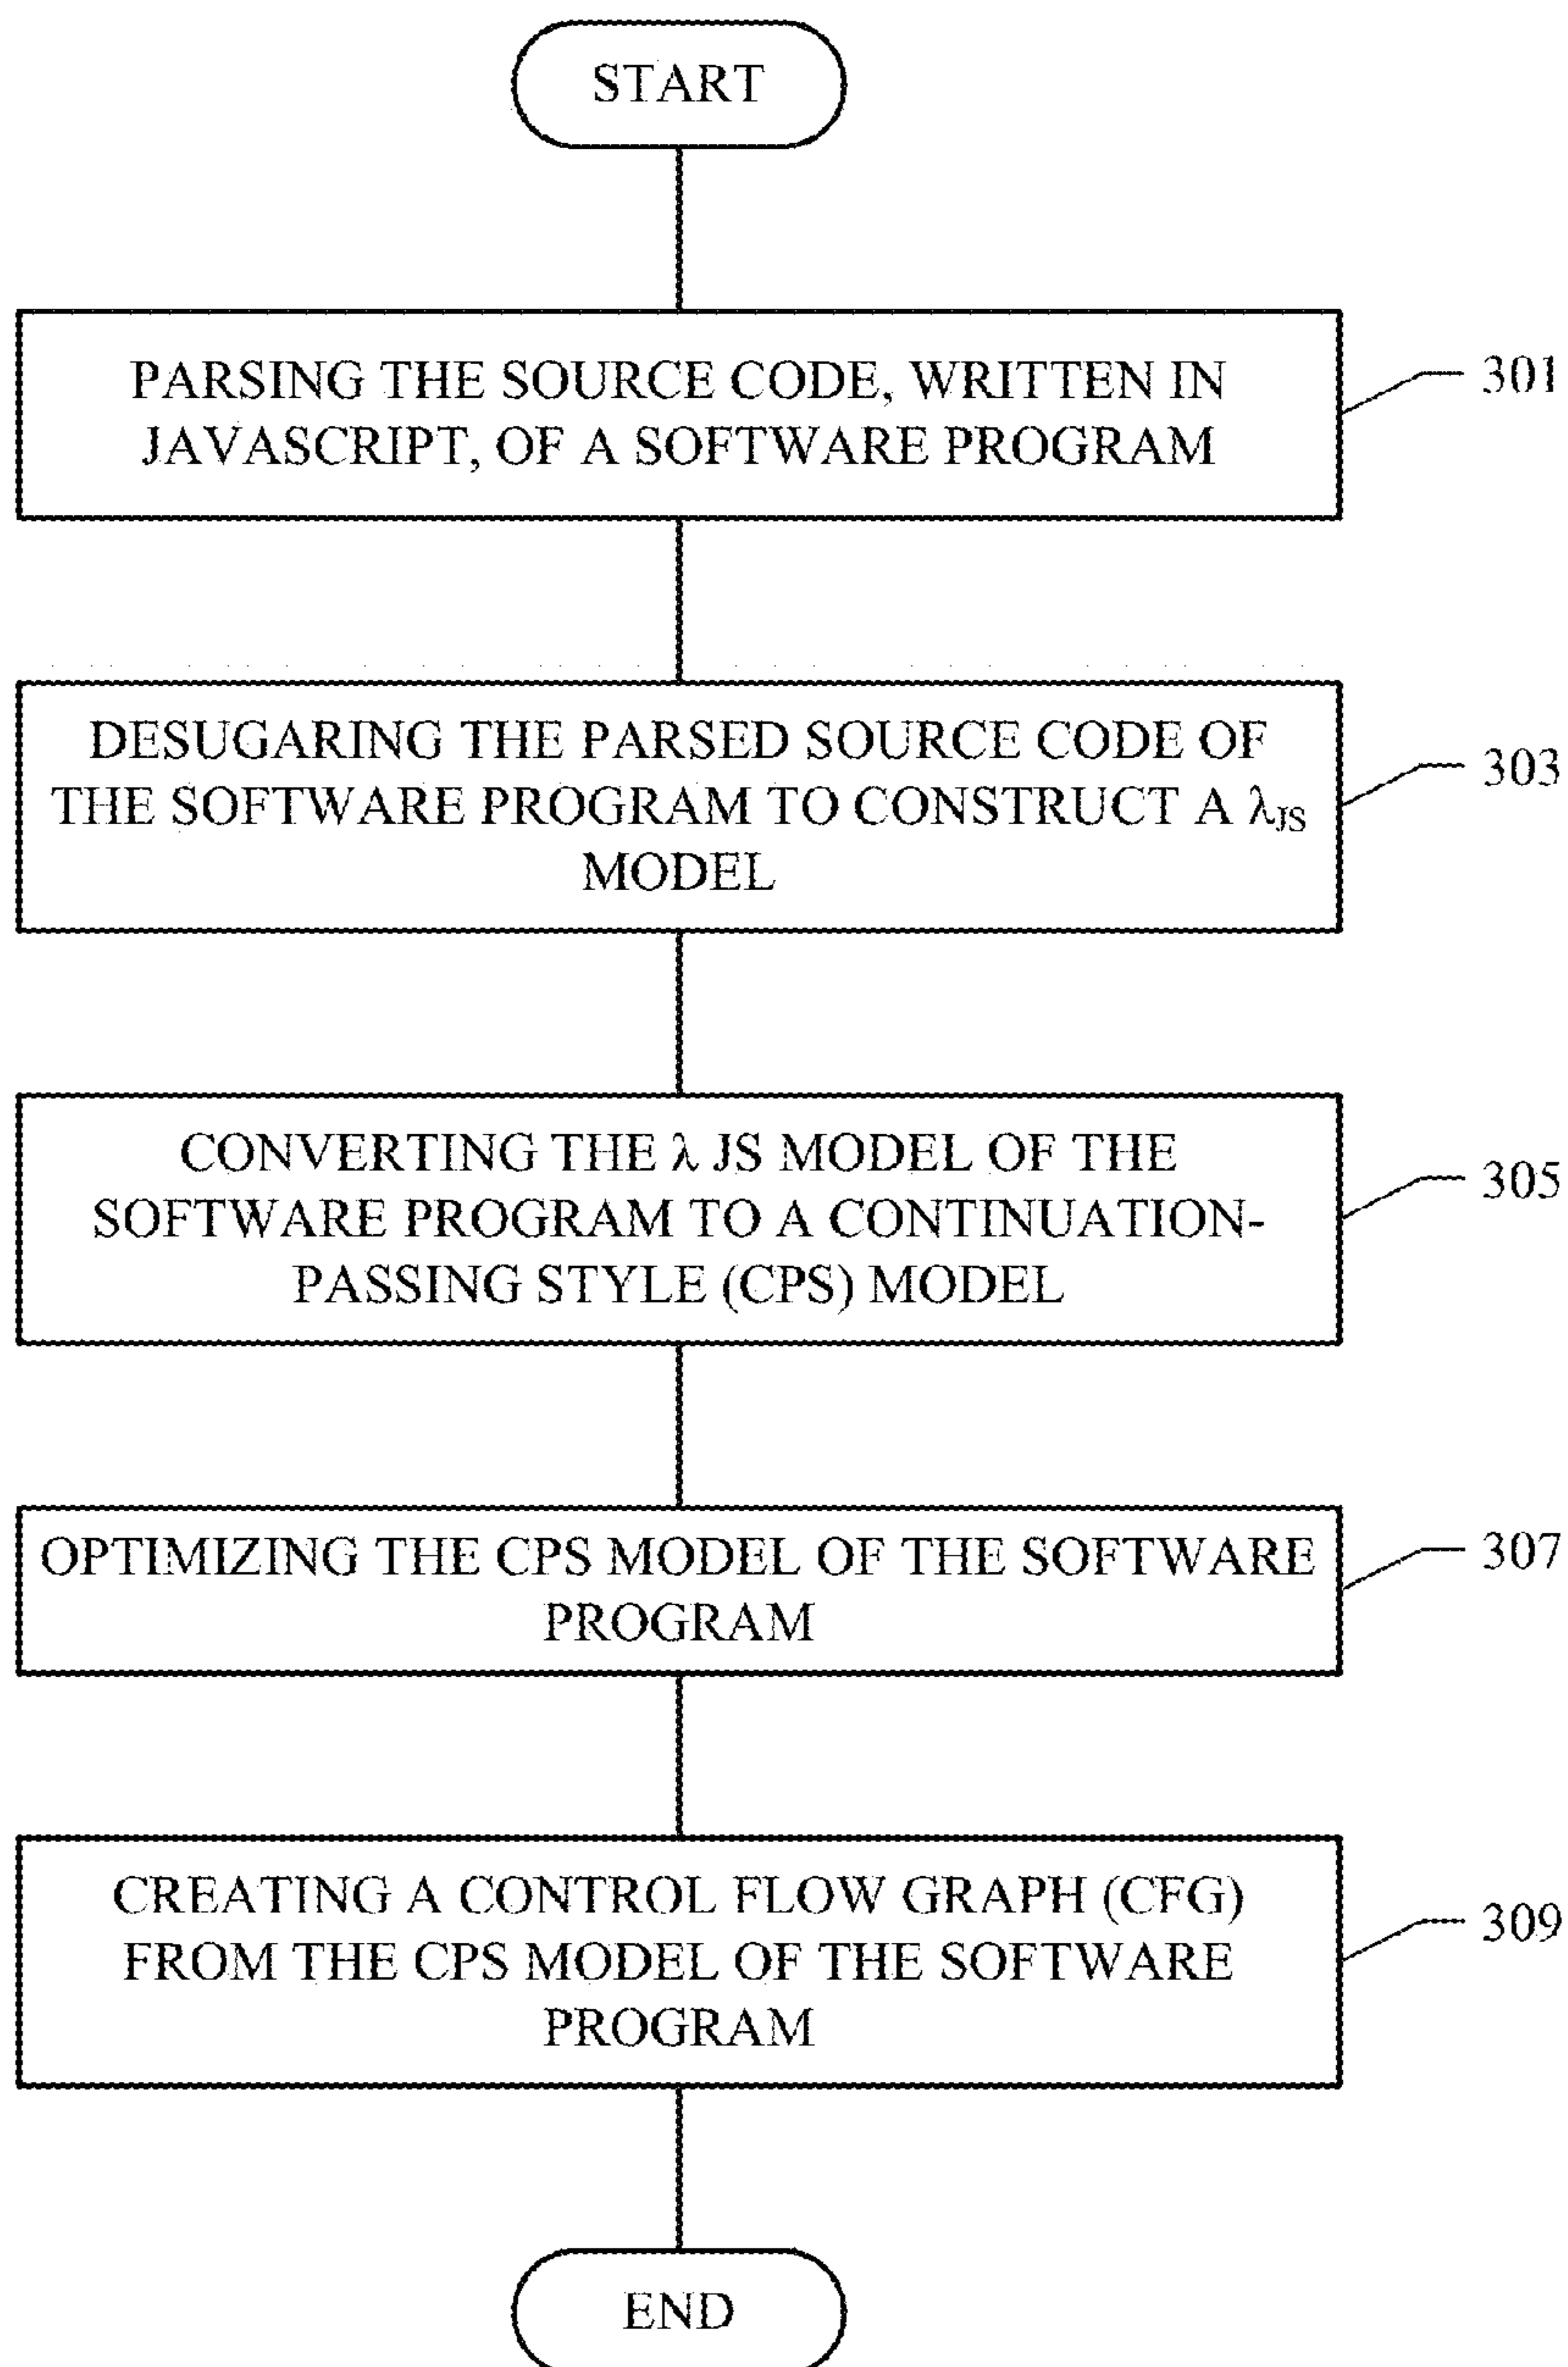 START
PARSING THE SOURCE CODE, WRITTEN IN
JAVASCRIPT, OF A SOFTWARE PROGRAM
301
DESUGARING THE PARSED SOURCE CODE OF
THE SOFTWARE PROGRAM TO CONSTRUCT A λJS
MODEL
303
CONVERTING THE λ JS MODEL OF THE
SOFTWARE PROGRAM TO A CONTINUATION-
PASSING STYLE (CPS) MODEL
305
OPTIMIZING THE CPS MODEL OF THE SOFTWARE
PROGRAM
307
CREATING A CONTROL FLOW GRAPH (CFG)
FROM THE CPS MODEL OF THE SOFTWARE
PROGRAM
309
END